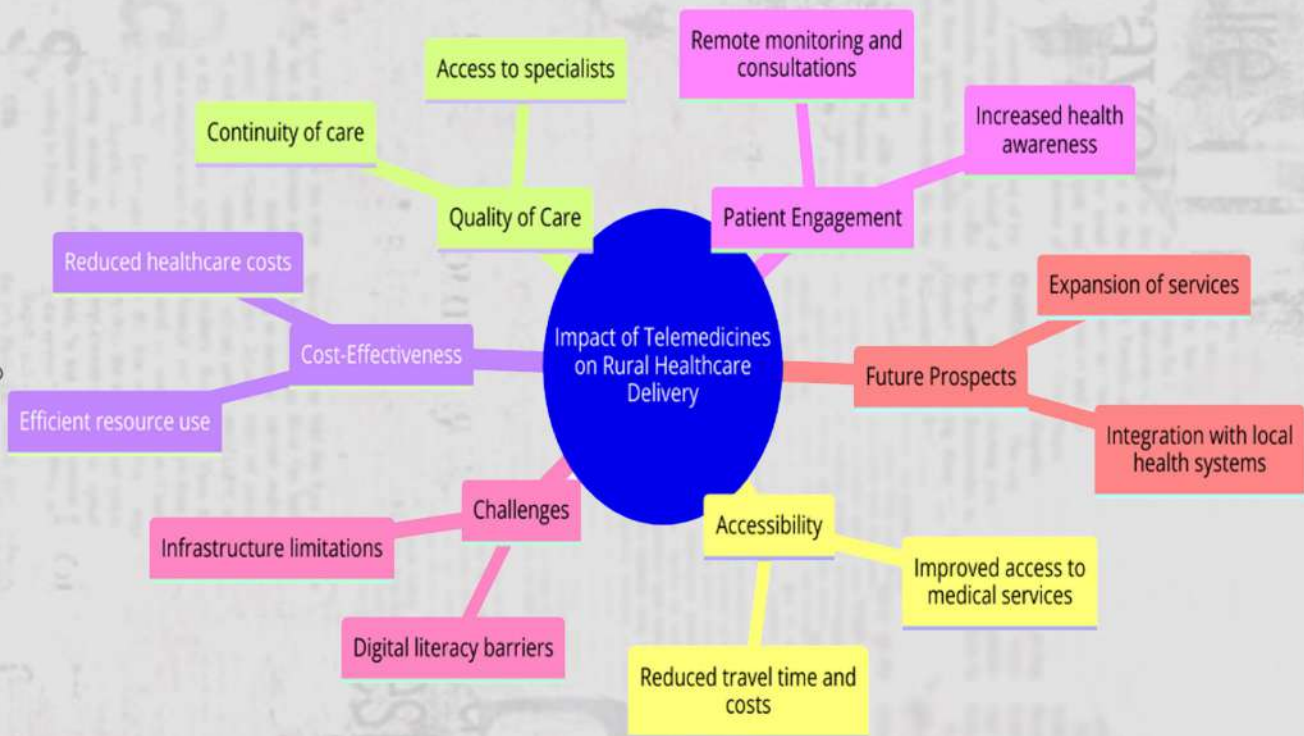 Impact of Telemedicines
on Rural Healthcare
Delivery
Quality of Care
Continuity of care
Access to specialists
Patient Engagement
Remote monitoring and
consultations
Increased health
awareness
Future Prospects
Expansion of services
Integration with local
health systems
Accessibility
Improved access to
medical services
Reduced travel time and
costs
Challenges
Infrastructure limitations
Digital literacy barriers
Cost-Effectiveness
Reduced healthcare costs
Efficient resource use